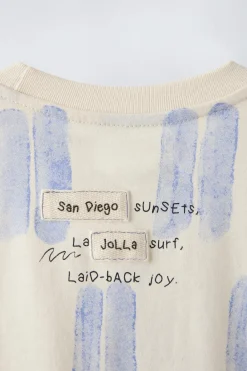 San Diego sUnSEts,
La JoLLa surf,
LaiD-bACk jOy.